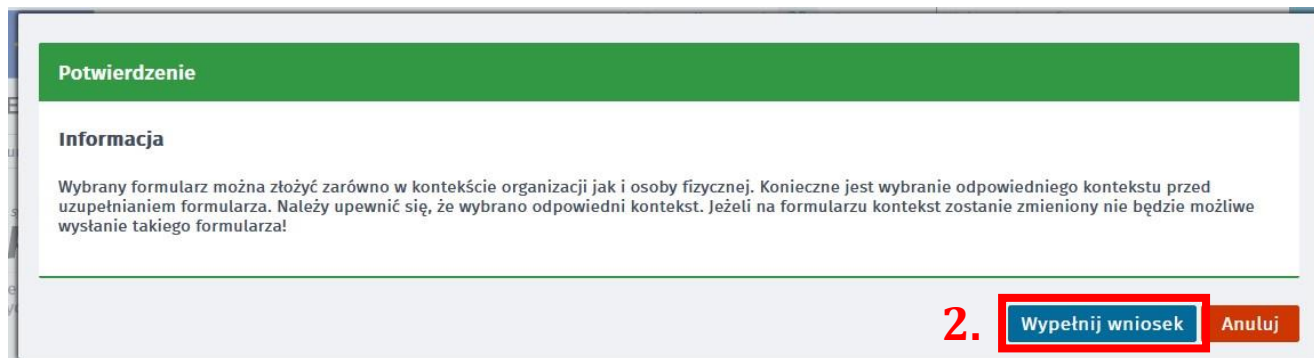 Potwierdzenie
Informacja
Wybrany formularz można złożyć zarówno w kontekście organizacji jak i osoby fizycznej. Konieczne jest wybranie odpowiedniego kontekstu przed
uzupełnianiem formularza. Należy upewnić się, że wybrano odpowiedni kontekst. Jeżeli na formularzu kontekst zostanie zmieniony nie będzie możliwe
wysłanie takiego formularza!
2. Wypełnij wniosek Anuluj